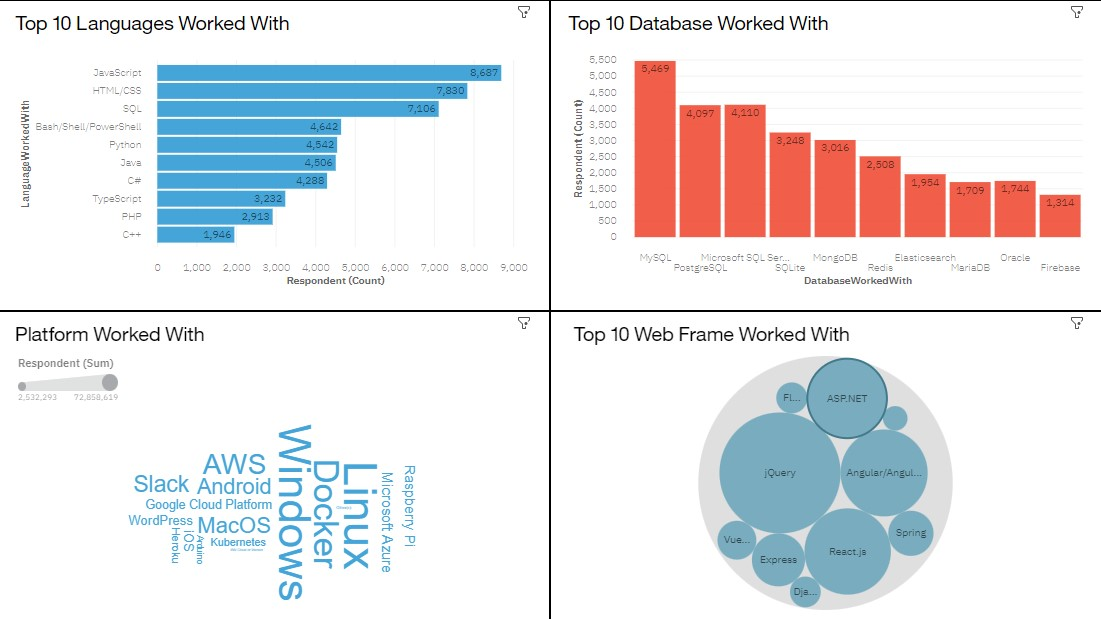 Top 10 Languages Worked With
LanguageWorkedWith
JavaScript 8,687
HTML/CSS 7,830
SQL 7,106
Bash/Shell/PowerShell 4,642
Python 4,542
Java 4,506
C# 4,288
TypeScript 3,232
PHP 2,913
C++ 1,946
0 1,000 2,000 3,000 4,000 5,000 6,000 7,000 8,000 9,000
Respondent (Count)
Top 10 Database Worked With
Respondent (Count)
5,500
5,000
4,500
4,000
3,500
3,000
2,500
2,000
1,500
1,000
500
0
5,469 4,097 4,110 3,248 3,016 2,508 1,954 1,709 1,744 1,314
MySQL Microsoft SQL Ser... MongoDB Elasticsearch Oracle
PostgreSQL SQLite Redis MariaDB Firebase
DatabaseWorkedWith
Platform Worked With
Respondent (Sum)
2,532,293 72,858,619
AWS
Slack
Android
Google Cloud Platform
WordPress
MacOS
Kubernetes
Heroku
iOS
Arduino
Windows
Docker
Linux
Microsoft Azure
Raspberry Pi
Top 10 Web Frame Worked With
Fl...
ASP.NET
jQuery
Angular/Angul...
Vue...
Express
React.js
Spring
Dja...